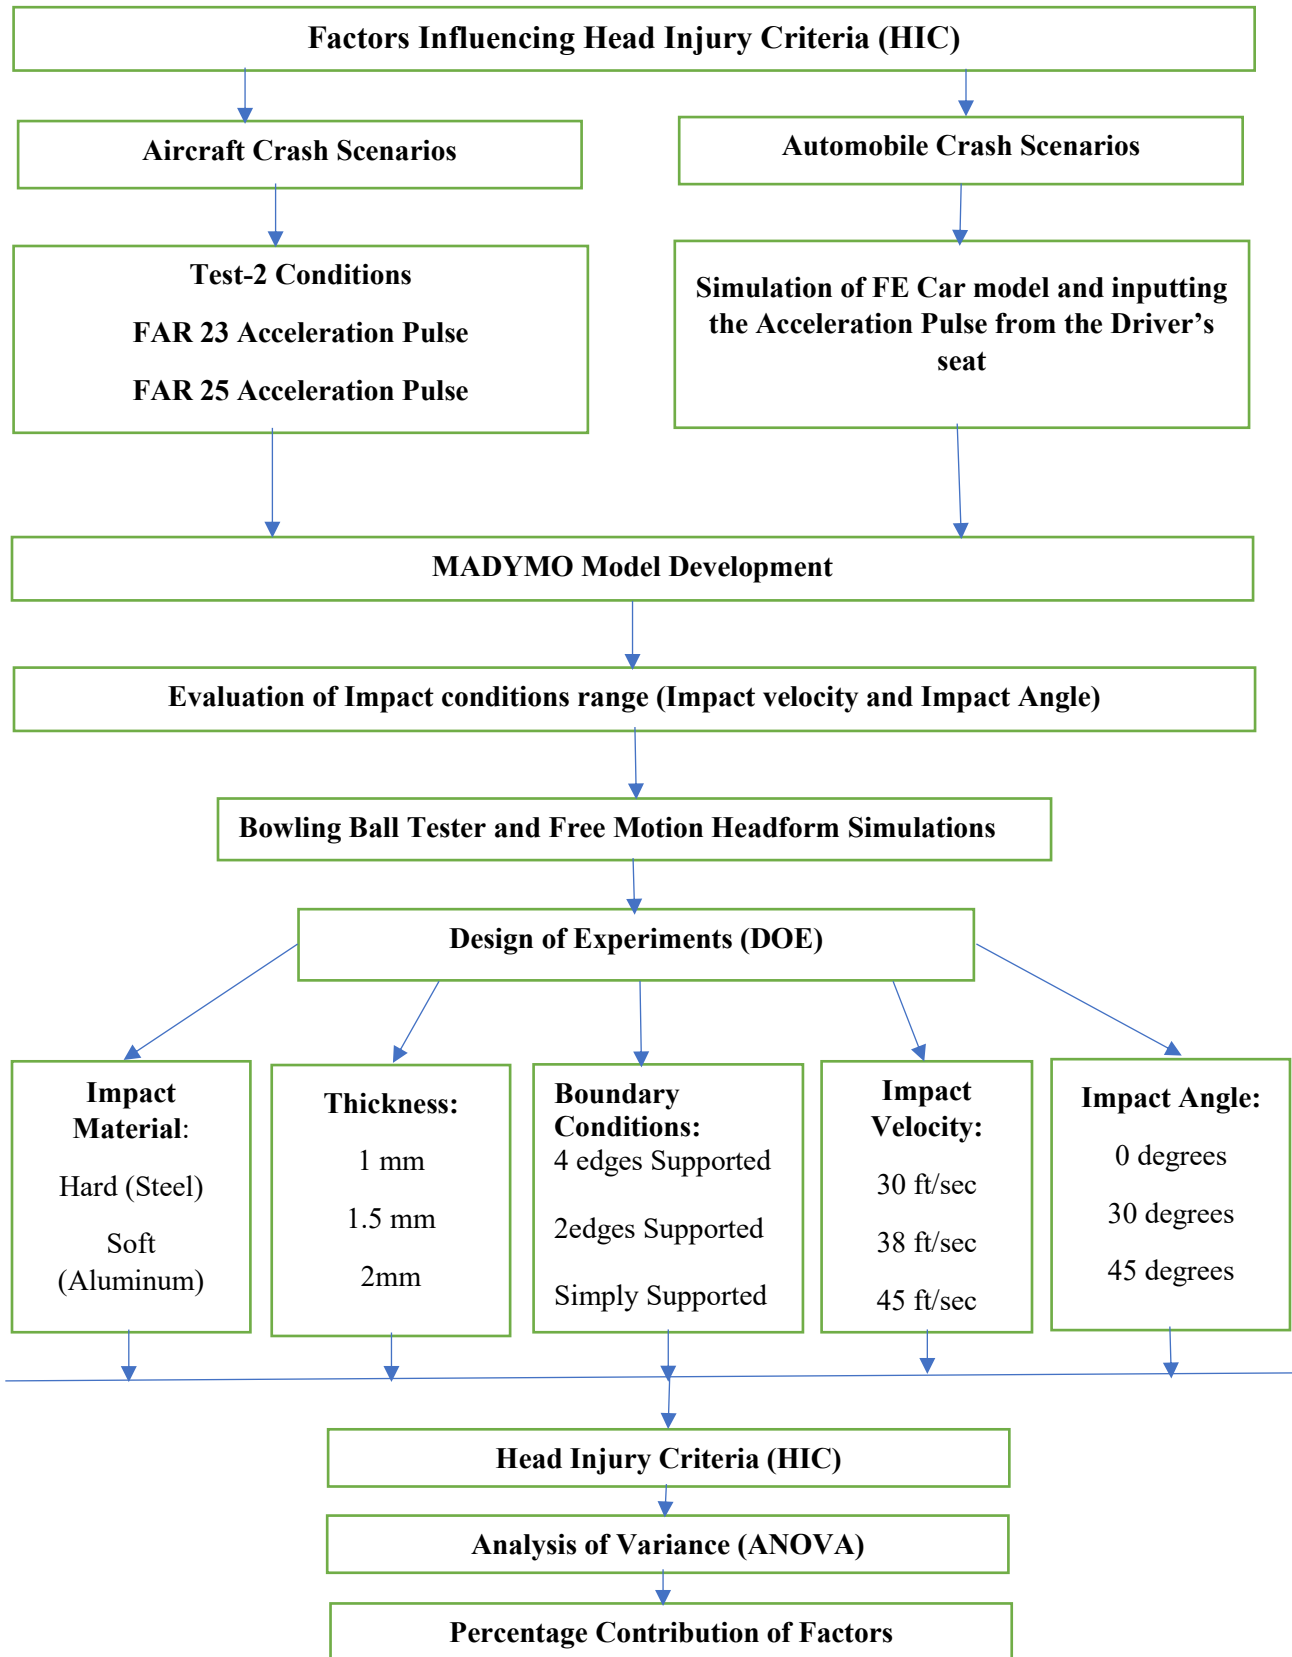 Factors Influencing Head Injury Criteria (HIC)
Aircraft Crash Scenarios
Automobile Crash Scenarios
Test-2 Conditions
FAR 23 Acceleration Pulse
FAR 25 Acceleration Pulse
Simulation of FE Car model and inputting
the Acceleration Pulse from the Driver’s
seat
MADYMO Model Development
Evaluation of Impact conditions range (Impact velocity and Impact Angle)
Bowling Ball Tester and Free Motion Headform Simulations
Design of Experiments (DOE)
Impact
Material:
Hard (Steel)
Soft
(Aluminum)
Thickness:
1 mm
1.5 mm
2mm
Boundary
Conditions:
4 edges Supported
2edges Supported
Simply Supported
Impact
Velocity:
30 ft/sec
38 ft/sec
45 ft/sec
Impact Angle:
0 degrees
30 degrees
45 degrees
Head Injury Criteria (HIC)
Analysis of Variance (ANOVA)
Percentage Contribution of Factors